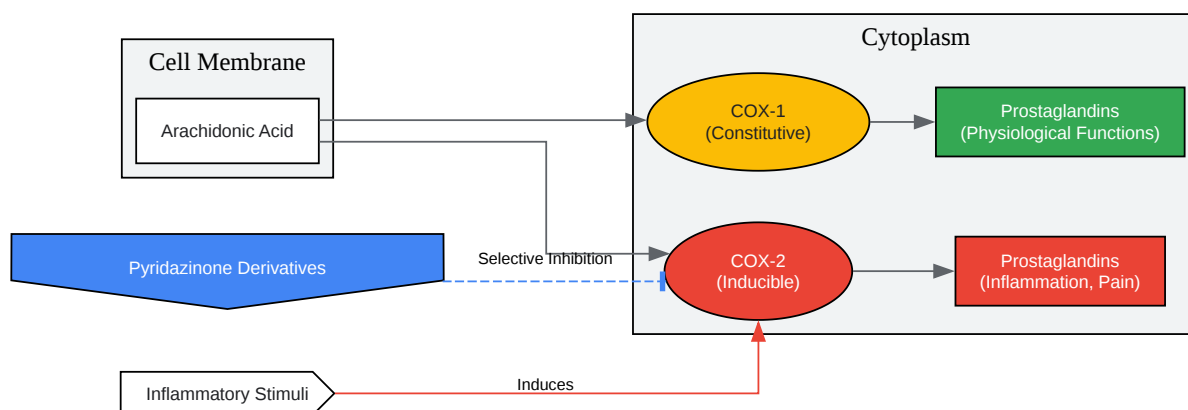 Cytoplasm
Cell Membrane
Arachidonic Acid
COX-1
(Constitutive)
Prostaglandins
(Physiological Functions)
Pyridazinone Derivatives
Selective Inhibition
COX-2
(Inducible)
Prostaglandins
(Inflammation, Pain)
Inflammatory Stimuli
Induces